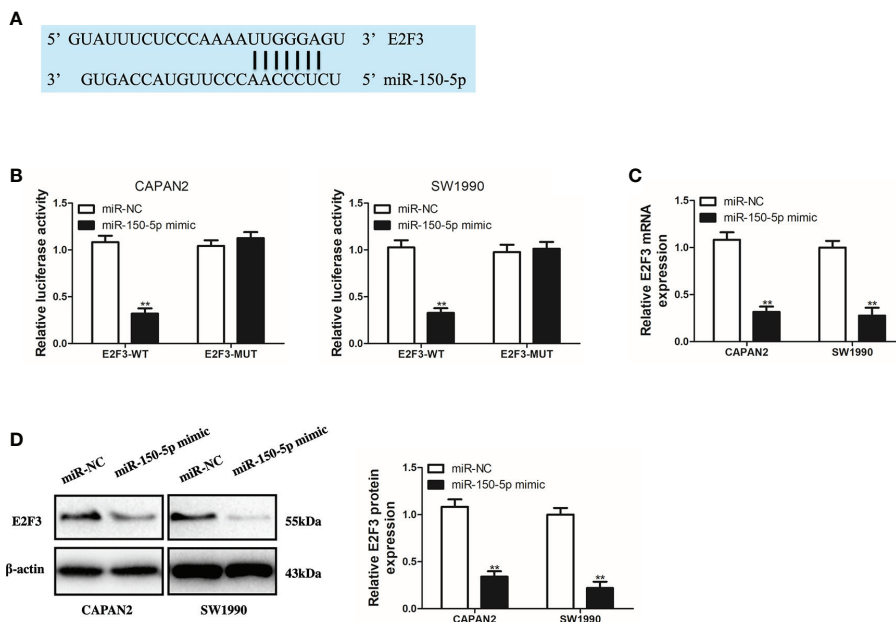 A
5’ GUAUUUCUCCCAAAAUUGGGAGU 3’ E2F3
3’ GUGACCAUGUUCCCAACCCUCU 5’ miR-150-5p
B
CAPAN2
Relative luciferase activity
miR-NC
miR-150-5p mimic
1.5
1.0
0.5
0.0
**
E2F3-WT E2F3-MUT
SW1990
Relative luciferase activity
miR-NC
miR-150-5p mimic
1.5
1.0
0.5
0.0
**
E2F3-WT E2F3-MUT
C
Relative E2F3 mRNA
expression
miR-NC
miR-150-5p mimic
1.5
1.0
0.5
0.0
** **
CAPAN2 SW1990
D
miR-NC miR-150-5p mimic miR-NC miR-150-5p mimic
E2F3 55kDa
β-actin 43kDa
CAPAN2 SW1990
Relative E2F3 protein
expression
miR-NC
miR-150-5p mimic
1.5
1.0
0.5
0.0
** **
CAPAN2 SW1990